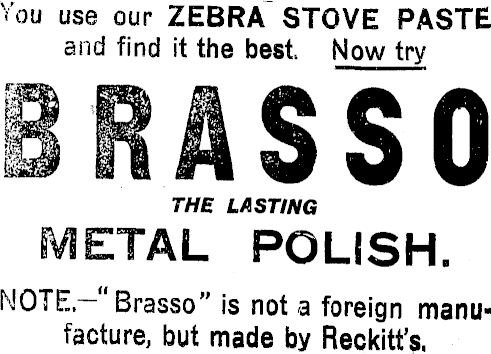 You use our ZEBRA STOVE PASTE
and find it the best. Now try
BRASSO
THE LASTING
METAL POLISH.
NOTE.—"Brasso" is not a foreign manu-
facture, but made by Reckitt's.